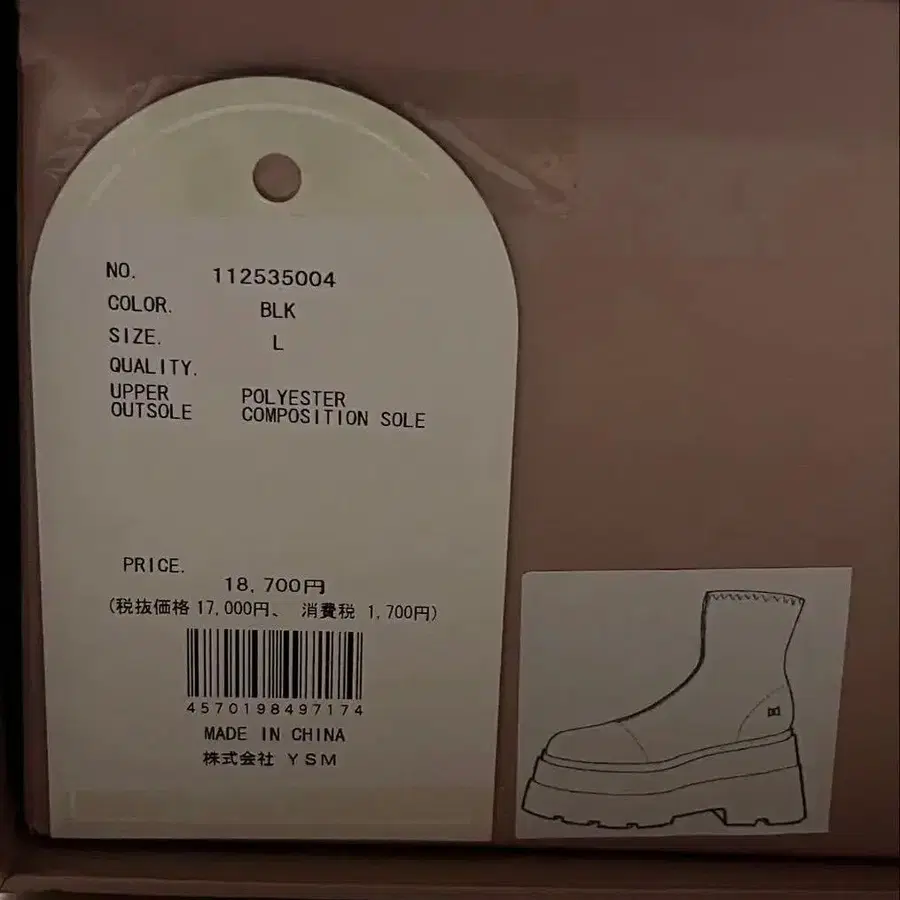 NO. 112535004
COLOR. BLK
SIZE. L
QUALITY.
UPPER POLYESTER
OUTSOLE COMPOSITION SOLE
PRICE.
18,700円
(税抜価格 17,000円、 消費税 1,700円)
4570198497174
MADE IN CHINA
株式会社 YSM